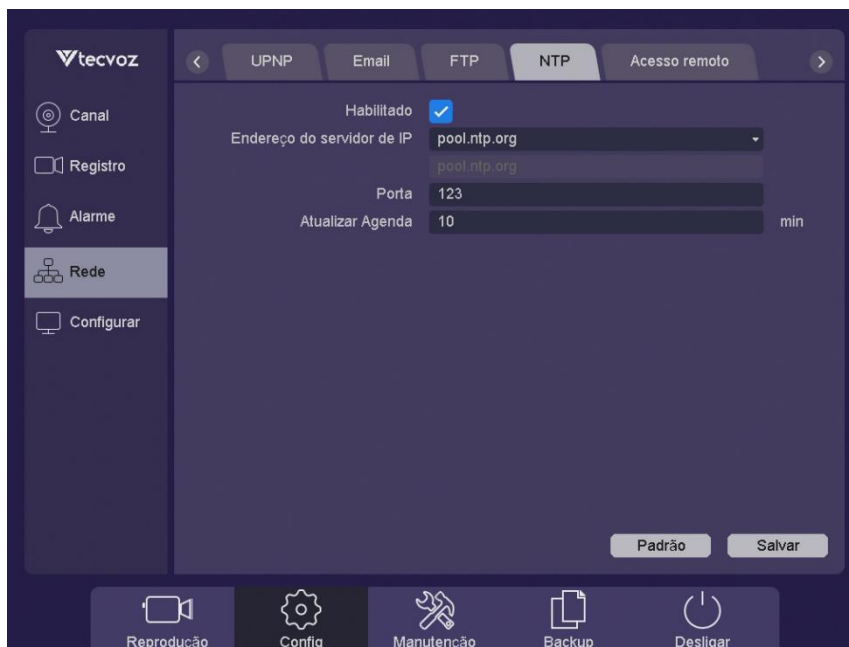 tecvoz
UPNP Email FTP NTP Acesso remoto
Canal
Registro
Alarme
Rede
Configurar
Habilitado
Endereço do servidor de IP pool.ntp.org
pool.ntp.org
Porta 123
Atualizar Agenda 10 min
Padrão Salvar
Reprodução Config Manutenção Backup Desligar